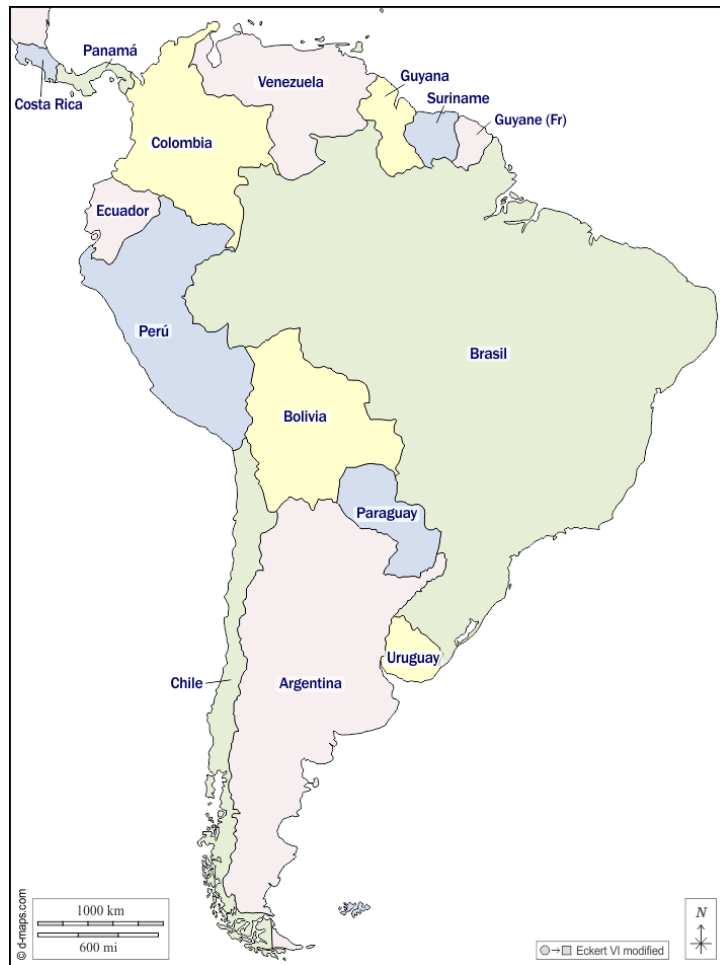 Panamá
Costa Rica
Venezuela
Guyana
Suriname
Guyane (Fr)
Colombia
Ecuador
Perú
Brasil
Bolivia
Paraguay
Uruguay
Chile
Argentina
© d-maps.com
1000 km
600 mi
N
Eckert VI modified